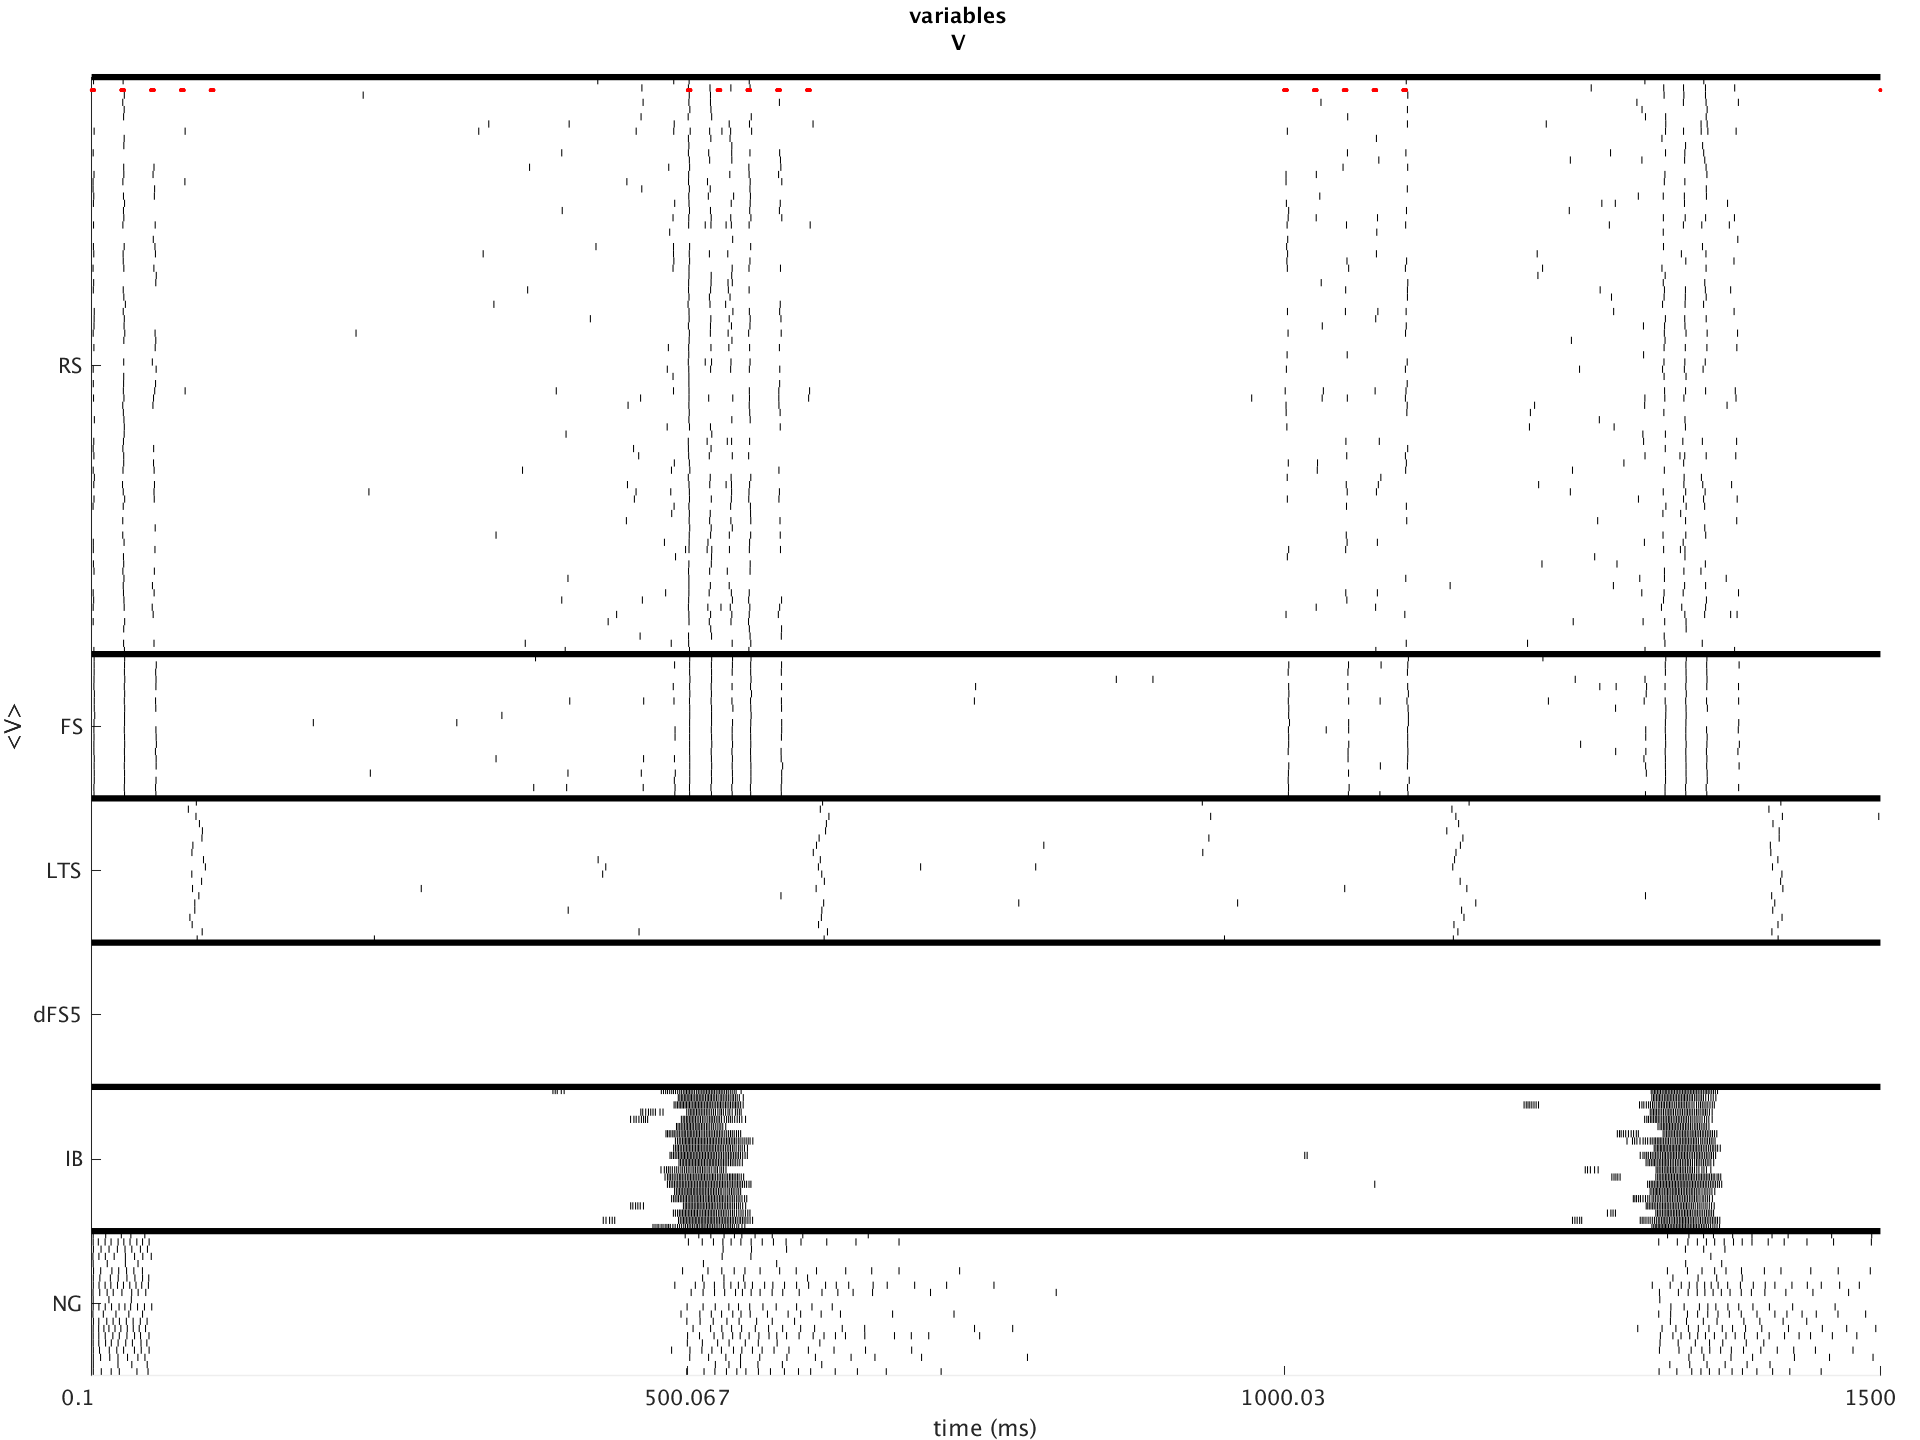 variables
V
RS
FS
<V>
LTS
dFS5
IB
NG
0.1
500.067
1000.03
1500
time (ms)